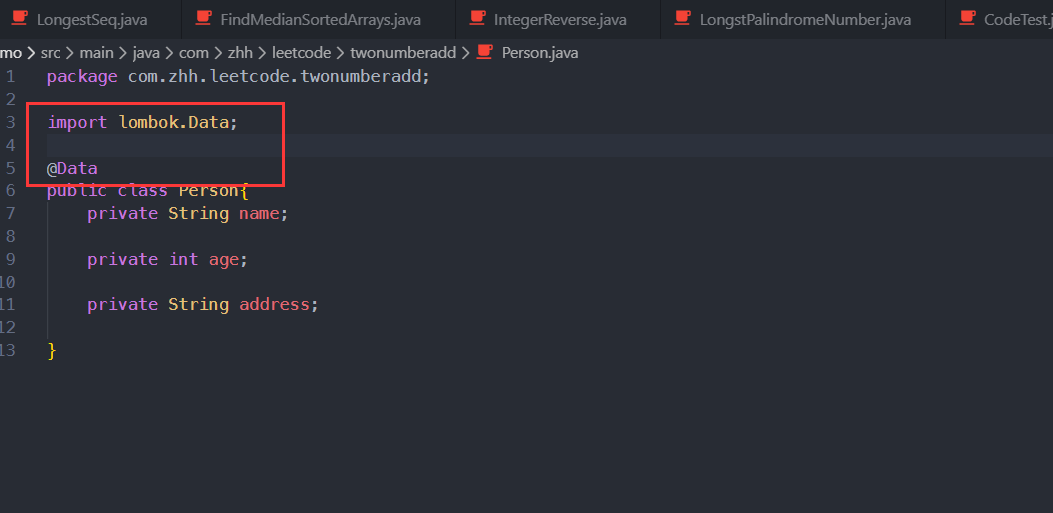 LongestSeq.java FindMedianSortedArrays.java IntegerReverse.java LongstPalindromeNumber.java CodeTest.j
mo > src > main > java > com > zhh > leetcode > twonumberadd > Person.java
1 package com.zhh.leetcode.twonumberadd;
2
3 import lombok.Data;
4
5 @Data
6 public class Person{
7 private String name;
8
9 private int age;
10
11 private String address;
12
13 }